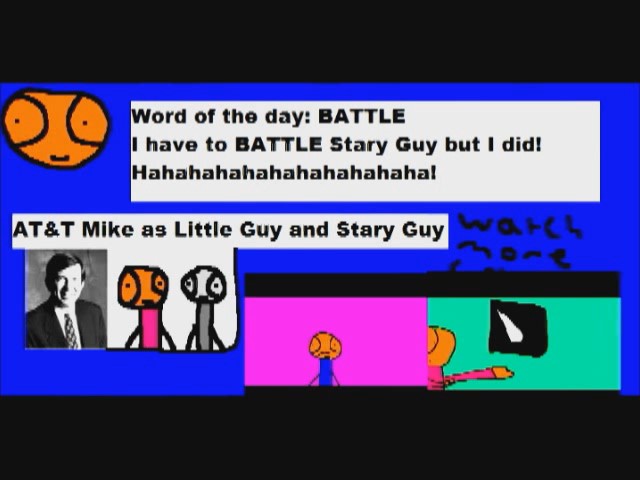 Word of the day: BATTLE
I have to BATTLE Stary Guy but I did!
Hahahahahahahahahahaha!
AT&T Mike as Little Guy and Stary Guy
watch
more